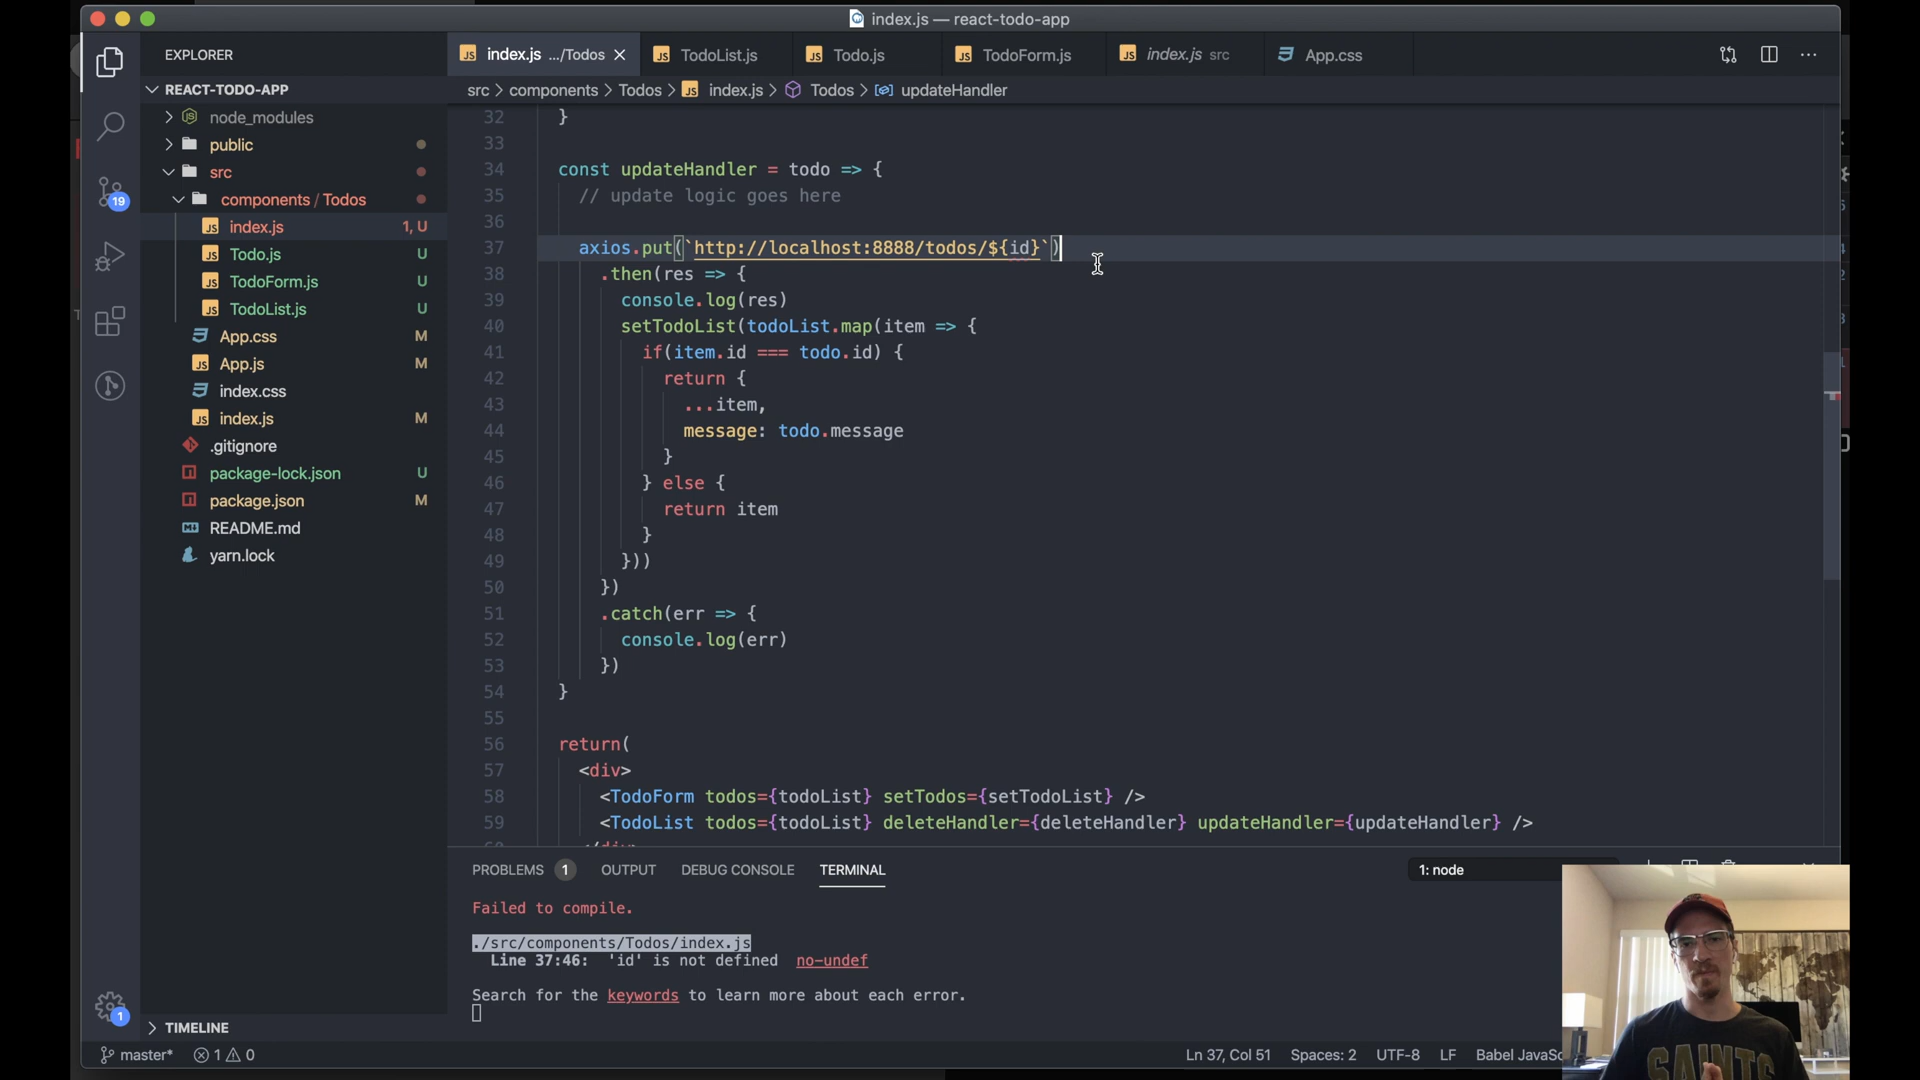 index.js — react-todo-app
EXPLORER
REACT-TODO-APP
node_modules
public
src
components / Todos
index.js 1, U
Todo.js U
TodoForm.js U
TodoList.js U
App.css M
App.js M
index.css
index.js M
.gitignore
package-lock.json U
package.json M
README.md
yarn.lock
TIMELINE
19
1
index.js .../Todos TodoList.js Todo.js TodoForm.js index.js src App.css
src > components > Todos > index.js > Todos > updateHandler
32 }
33
34 const updateHandler = todo => {
35 // update logic goes here
36
37 axios.put(`http://localhost:8888/todos/${id}`)
38 .then(res => {
39 console.log(res)
40 setTodoList(todoList.map(item => {
41 if(item.id === todo.id) {
42 return {
43 ...item,
44 message: todo.message
45 }
46 } else {
47 return item
48 }
49 }))
50 })
51 .catch(err => {
52 console.log(err)
53 })
54 }
55
56 return(
57 <div>
58 <TodoForm todos={todoList} setTodos={setTodoList} />
59 <TodoList todos={todoList} deleteHandler={deleteHandler} updateHandler={updateHandler} />
PROBLEMS 1 OUTPUT DEBUG CONSOLE TERMINAL 1: node
Failed to compile.
./src/components/Todos/index.js
Line 37:46: 'id' is not defined no-undef
Search for the keywords to learn more about each error.
master* 1 0 Ln 37, Col 51 Spaces: 2 UTF-8 LF Babel JavaSc
SAINTS